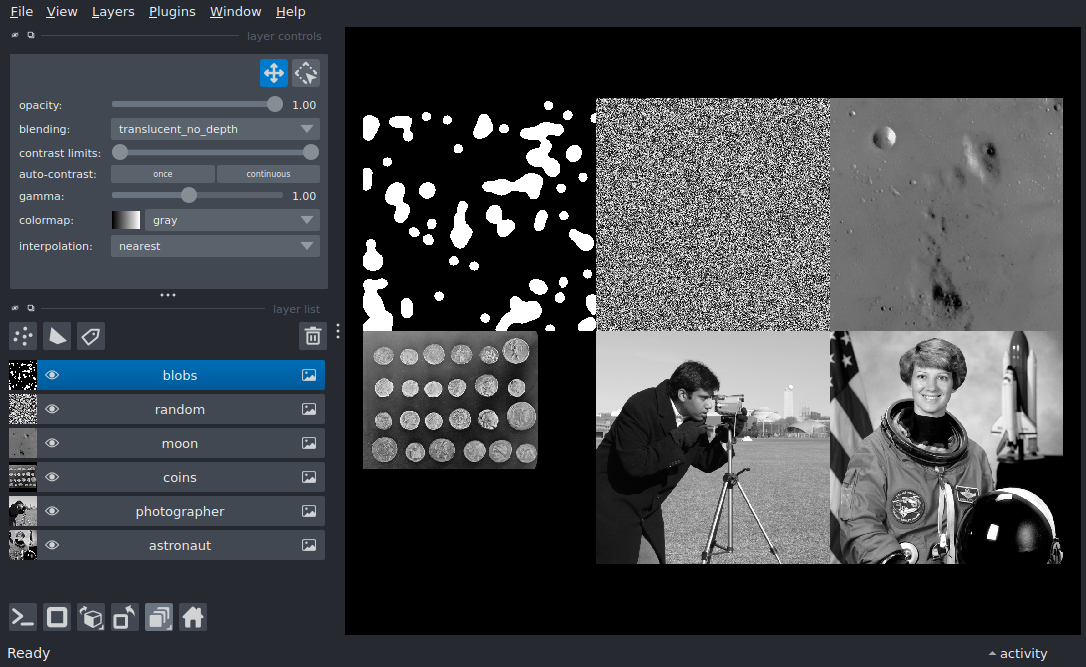 File View Layers Plugins Window Help
layer controls
opacity: 1.00
blending: translucent_no_depth
contrast limits:
auto-contrast: once continuous
gamma: 1.00
colormap: gray
interpolation: nearest
layer list
blobs
random
moon
coins
photographer
astronaut
Ready
activity